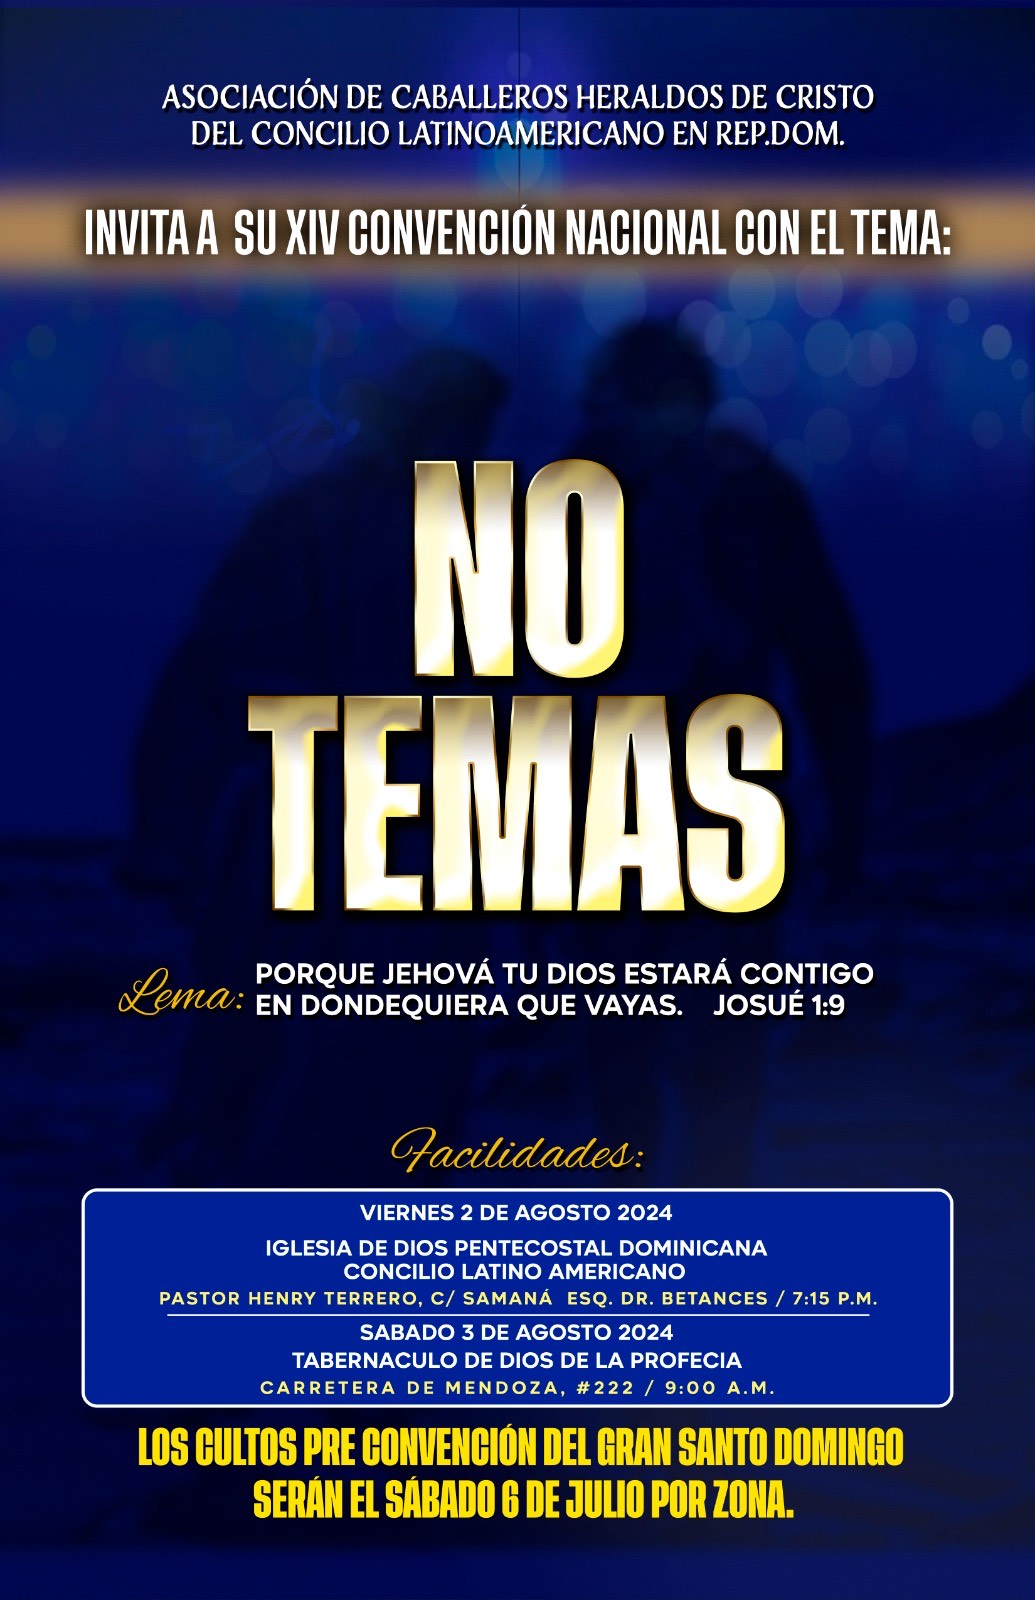 ASOCIACIÓN DE CABALLEROS HERALDOS DE CRISTO
DEL CONCILIO LATINOAMERICANO EN REP.DOM.
INVITA A SU XIV CONVENCIÓN NACIONAL CON EL TEMA:
NO
TEMAS
Lema: PORQUE JEHOVÁ TU DIOS ESTARÁ CONTIGO
EN DONDEQUIERA QUE VAYAS. JOSUÉ 1:9
Facilidades:
VIERNES 2 DE AGOSTO 2024
IGLESIA DE DIOS PENTECOSTAL DOMINICANA
CONCILIO LATINO AMERICANO
PASTOR HENRY TERRERO, C/ SAMANÁ ESQ. DR. BETANCES / 7:15 P.M.
SABADO 3 DE AGOSTO 2024
TABERNACULO DE DIOS DE LA PROFECIA
CARRETERA DE MENDOZA, #222 / 9:00 A.M.
LOS CULTOS PRE CONVENCIÓN DEL GRAN SANTO DOMINGO
SERÁN EL SÁBADO 6 DE JULIO POR ZONA.